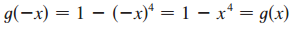 g(−x) = 1 − (−x)⁴ = 1 − x⁴ = g(x)